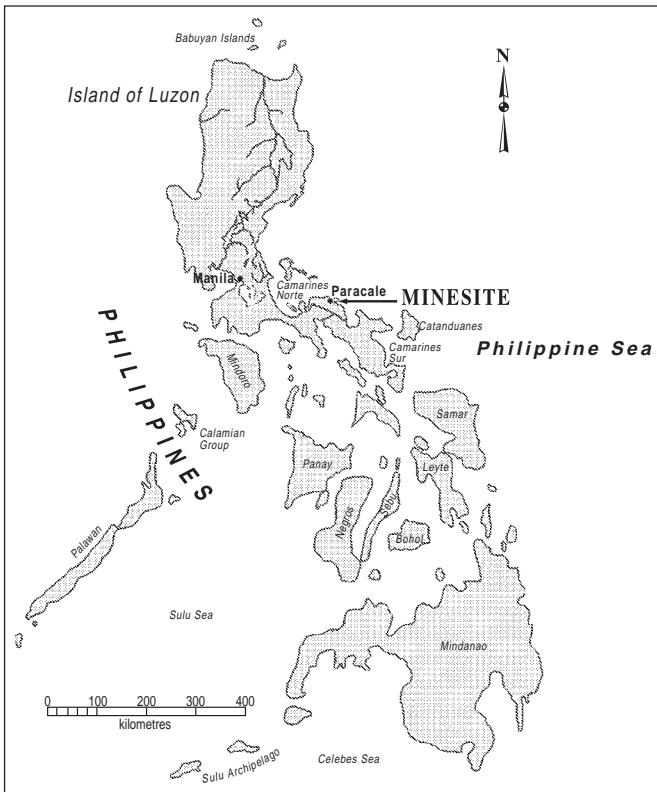 Babuyan Islands
Island of Luzon
N
Manila
Camarines
Norte
Paracale
MINESITE
Catanduanes
Camarines
Sur
Philippine Sea
PHILIPPINES
Mindoro
Calamian
Group
Samar
Panay
Leyte
Negros
Sebu
Bohol
Palawan
Sulu Sea
Mindanao
0 100 200 300 400
kilometres
Sulu Archipelago
Celebes Sea